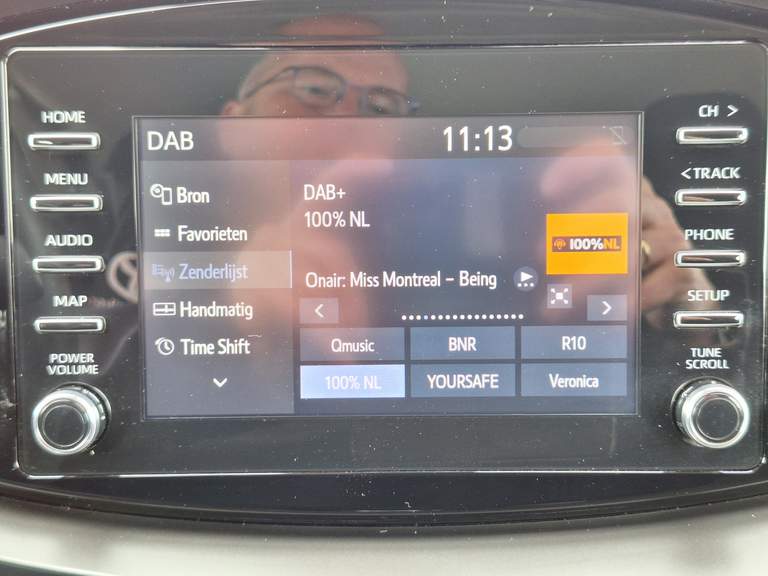 HOME
MENU
AUDIO
MAP
POWER
VOLUME
DAB
11:13
Bron
Favorieten
Zenderlijst
Handmatig
Time Shift
DAB+
100% NL
100%NL
Onair: Miss Montreal – Being
Qmusic
BNR
R10
100% NL
YOURSAFE
Veronica
CH >
<TRACK
PHONE
SETUP
TUNE
SCROLL